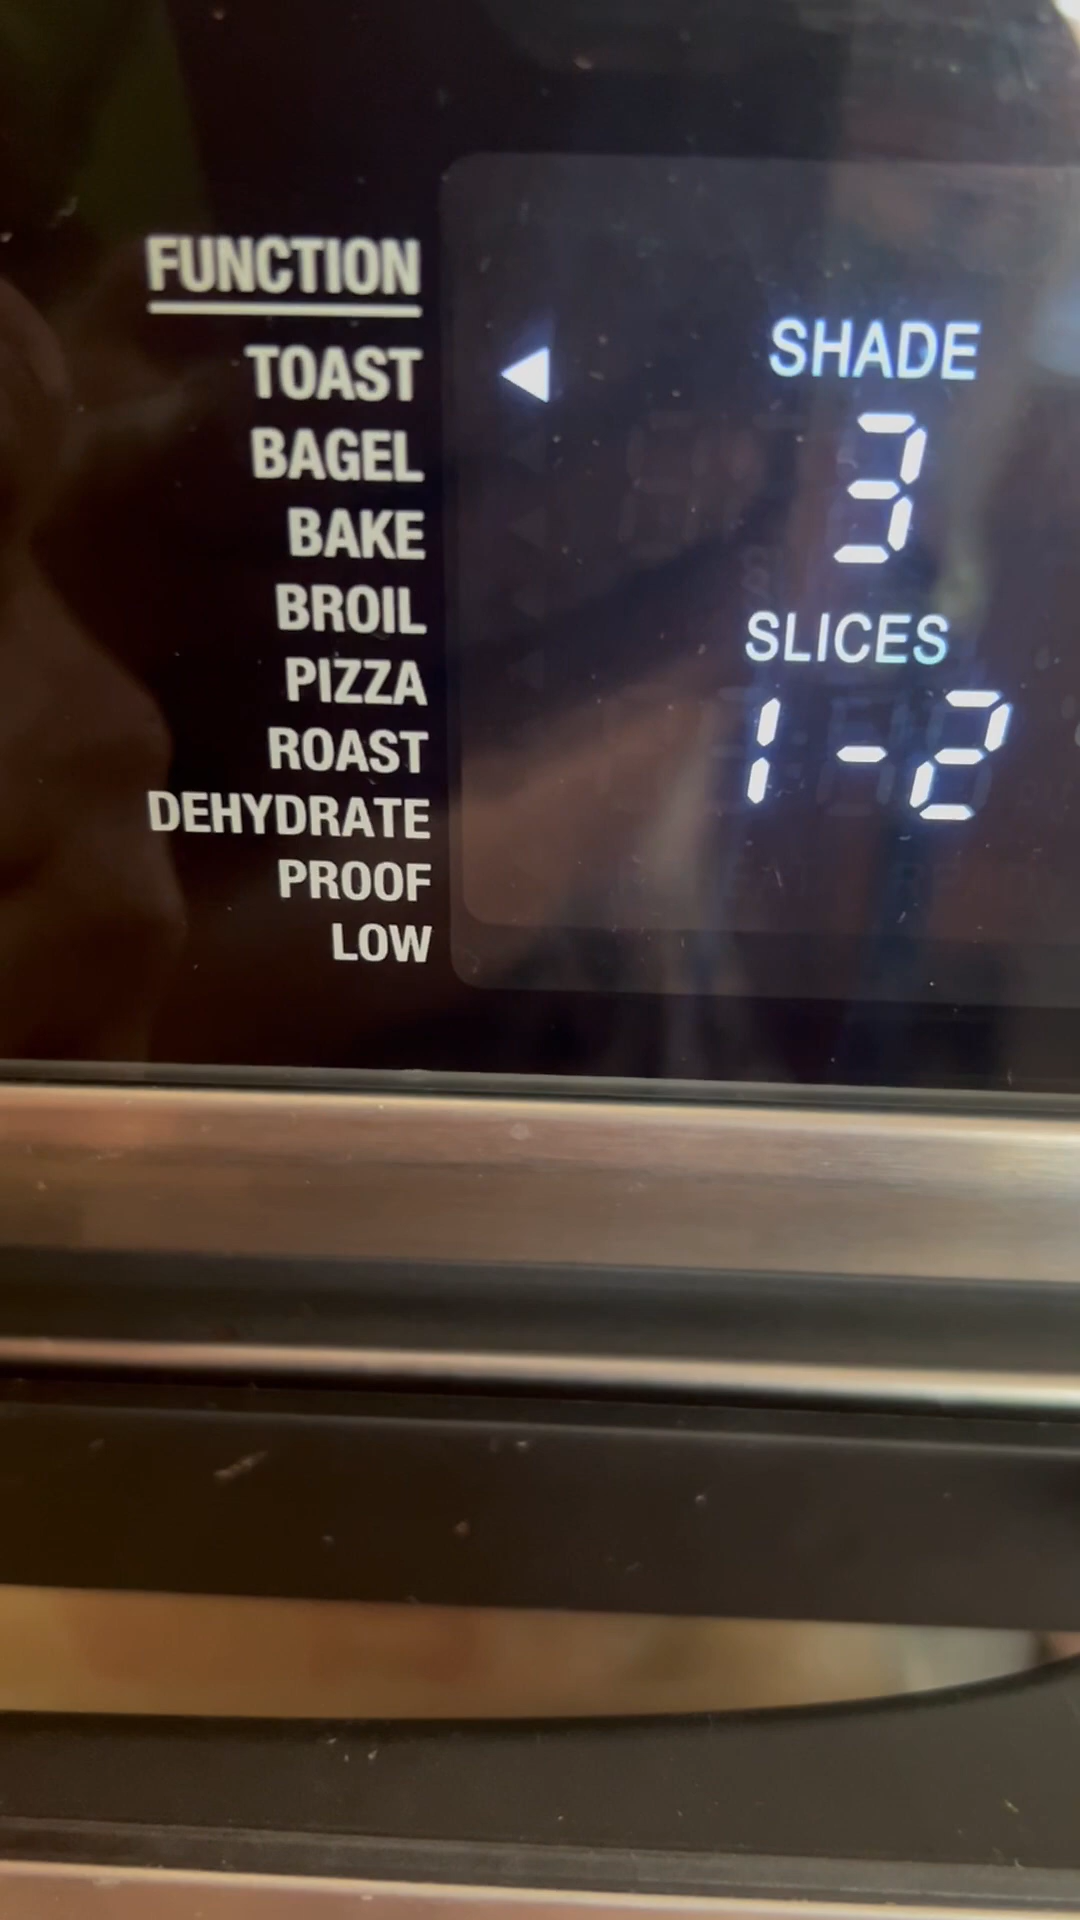 FUNCTION
TOAST
BAGEL
BAKE
BROIL
PIZZA
ROAST
DEHYDRATE
PROOF
LOW
SHADE
3
SLICES
1-2